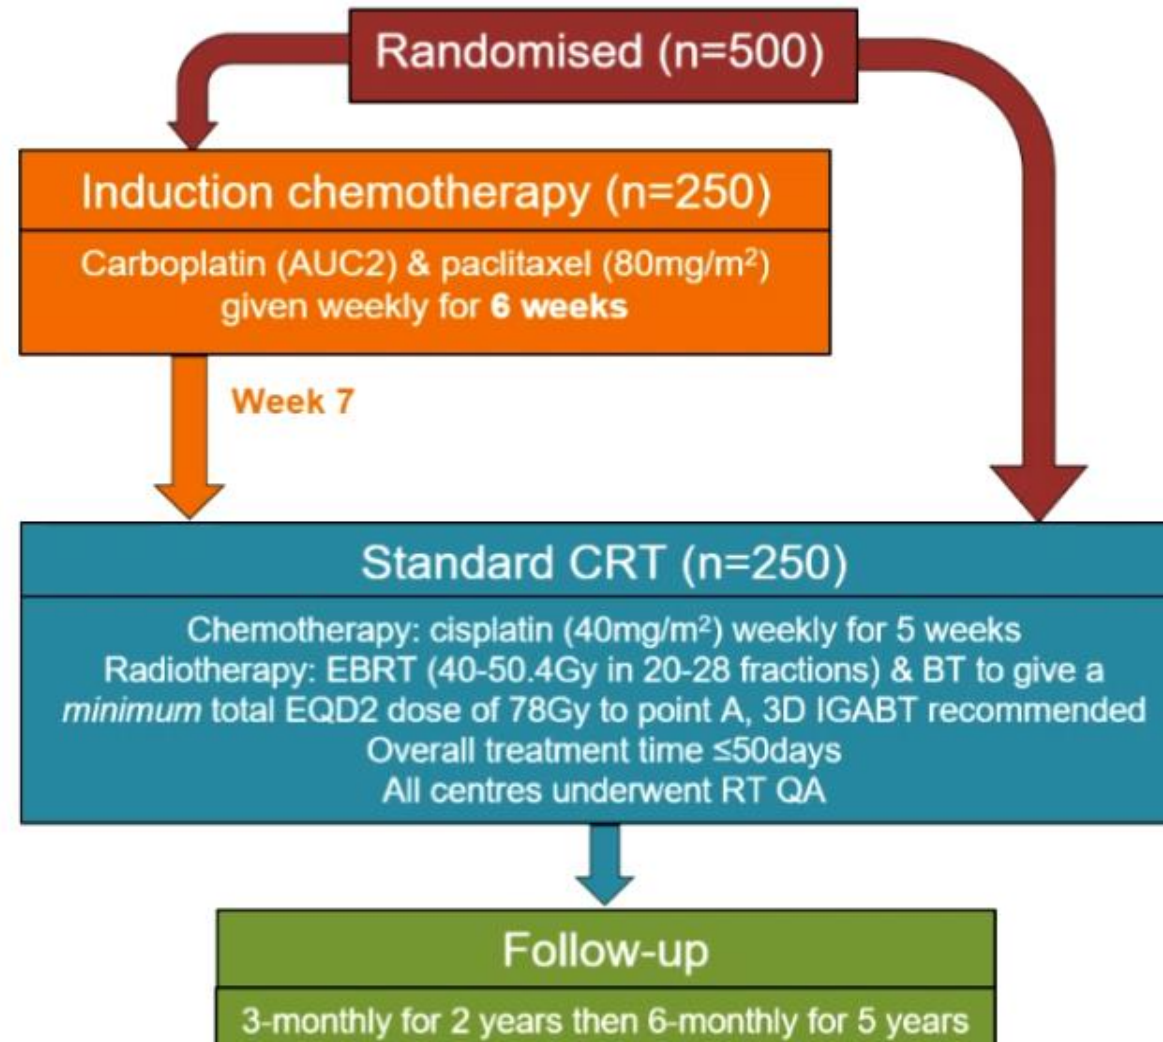 Randomised (n=500)
Induction chemotherapy (n=250)
Carboplatin (AUC2) & paclitaxel (80mg/m²)
given weekly for 6 weeks
Week 7
Standard CRT (n=250)
Chemotherapy: cisplatin (40mg/m²) weekly for 5 weeks
Radiotherapy: EBRT (40-50.4Gy in 20-28 fractions) & BT to give a
minimum total EQD2 dose of 78Gy to point A, 3D IGABT recommended
Overall treatment time ≤50days
All centres underwent RT QA
Follow-up
3-monthly for 2 years then 6-monthly for 5 years